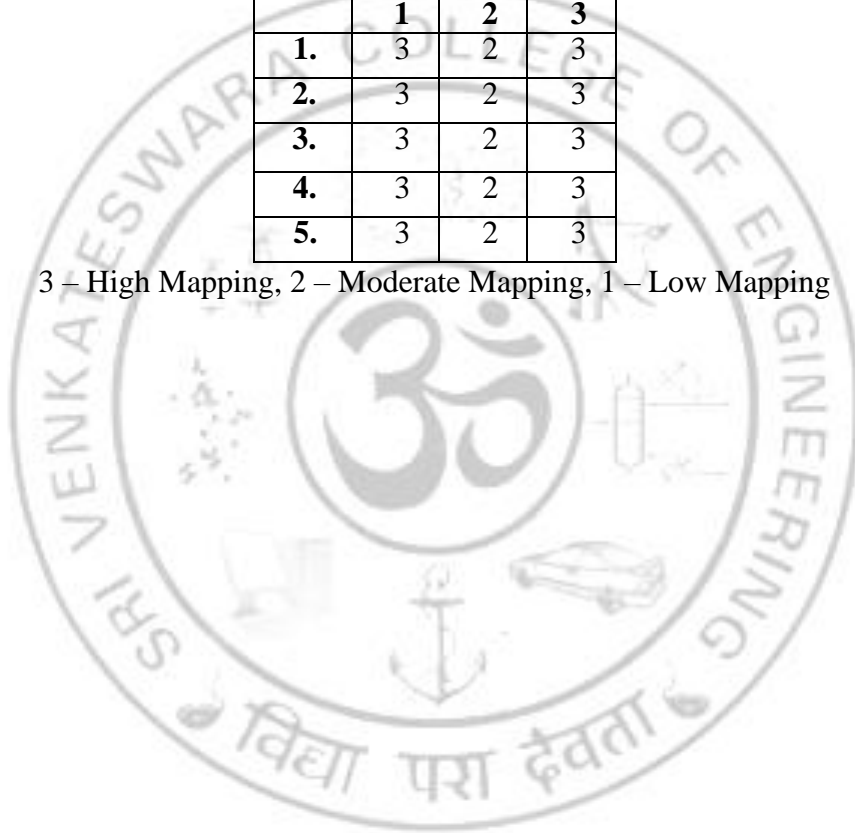 1 2 3
1. 3 2 3
2. 3 2 3
3. 3 2 3
4. 3 2 3
5. 3 2 3
3 – High Mapping, 2 – Moderate Mapping, 1 – Low Mapping
SRI VENKATESWARA COLLEGE OF ENGINEERING
ॐ
विद्या परा दैवता